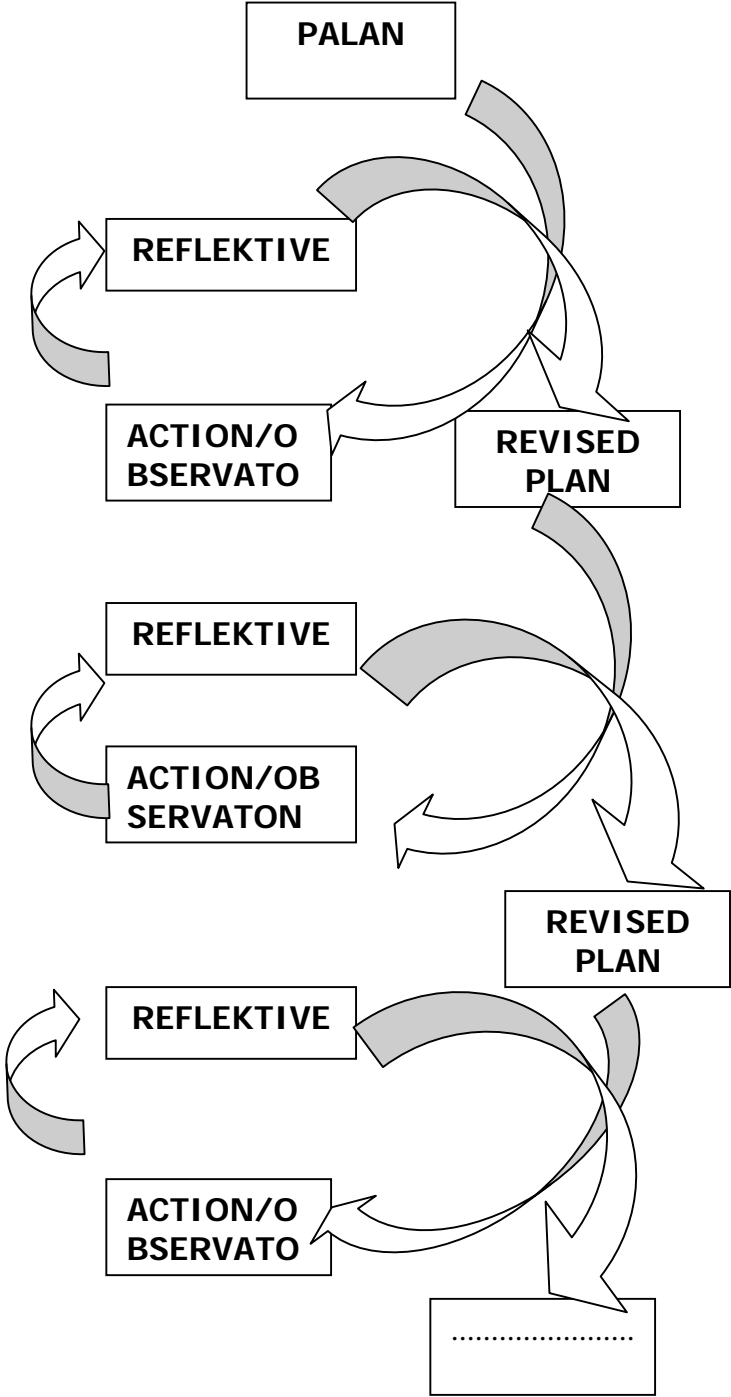 PALAN
REFLEKTIVE
ACTION/O
BSERVATO
REVISED
PLAN
REFLEKTIVE
ACTION/OB
SERVATON
REVISED
PLAN
REFLEKTIVE
ACTION/O
BSERVATO
.......................